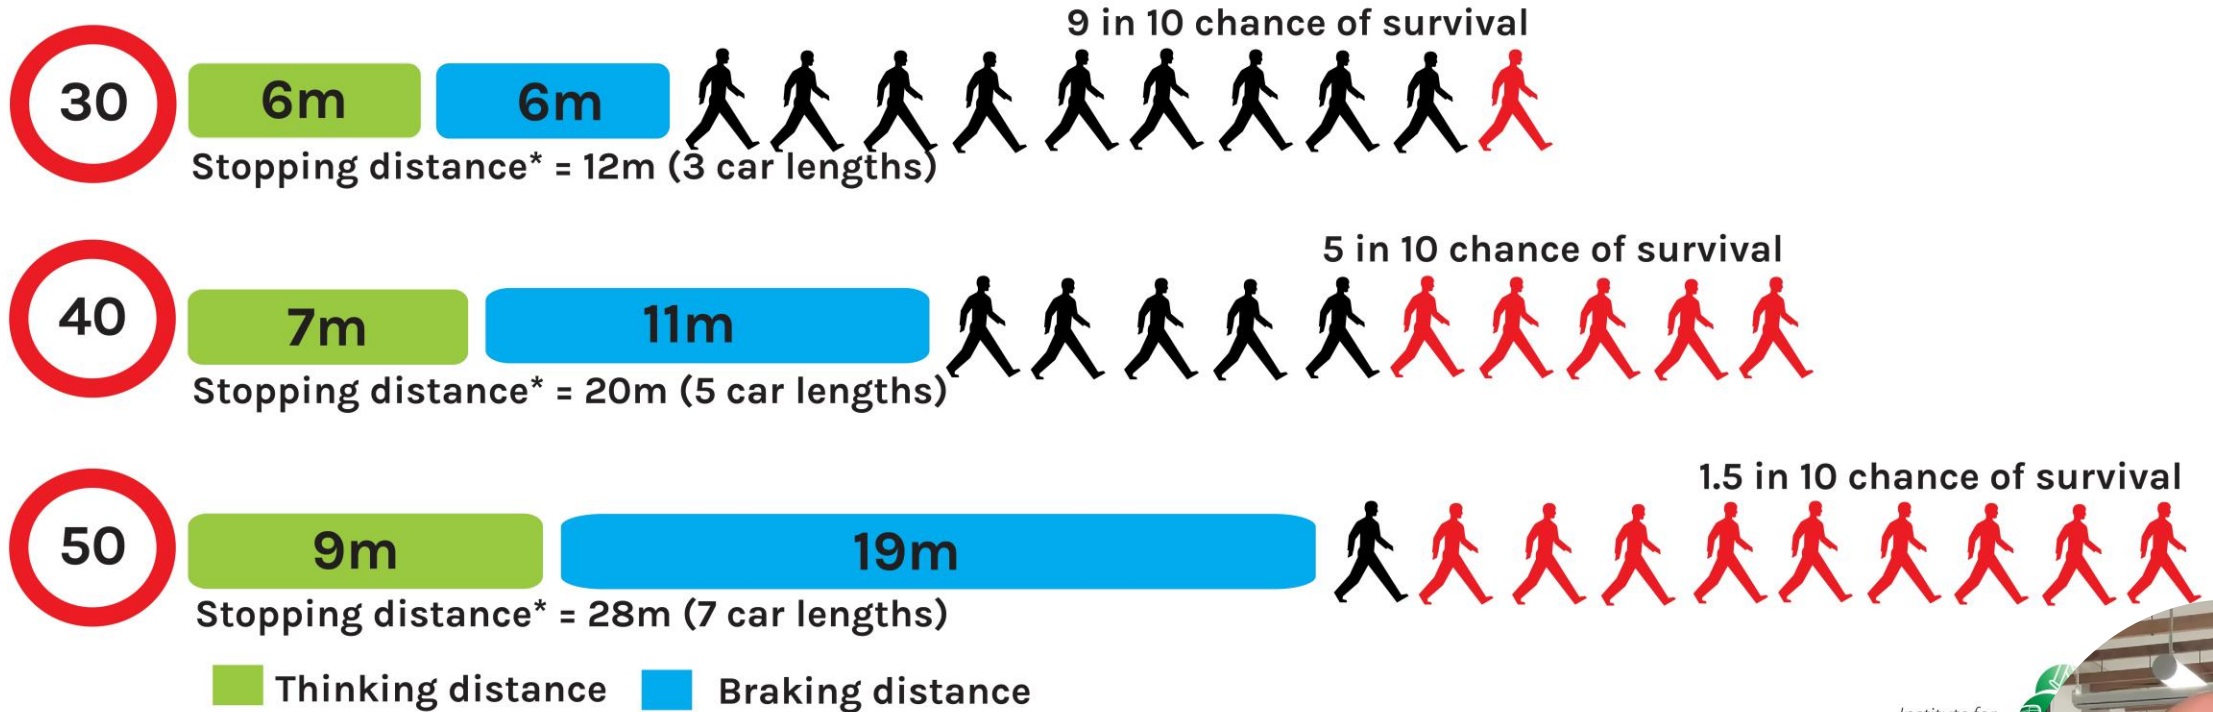 9 in 10 chance of survival
30
6m
6m
Stopping distance* = 12m (3 car lengths)
5 in 10 chance of survival
40
7m
11m
Stopping distance* = 20m (5 car lengths)
1.5 in 10 chance of survival
50
9m
19m
Stopping distance* = 28m (7 car lengths)
Thinking distance
Braking distance